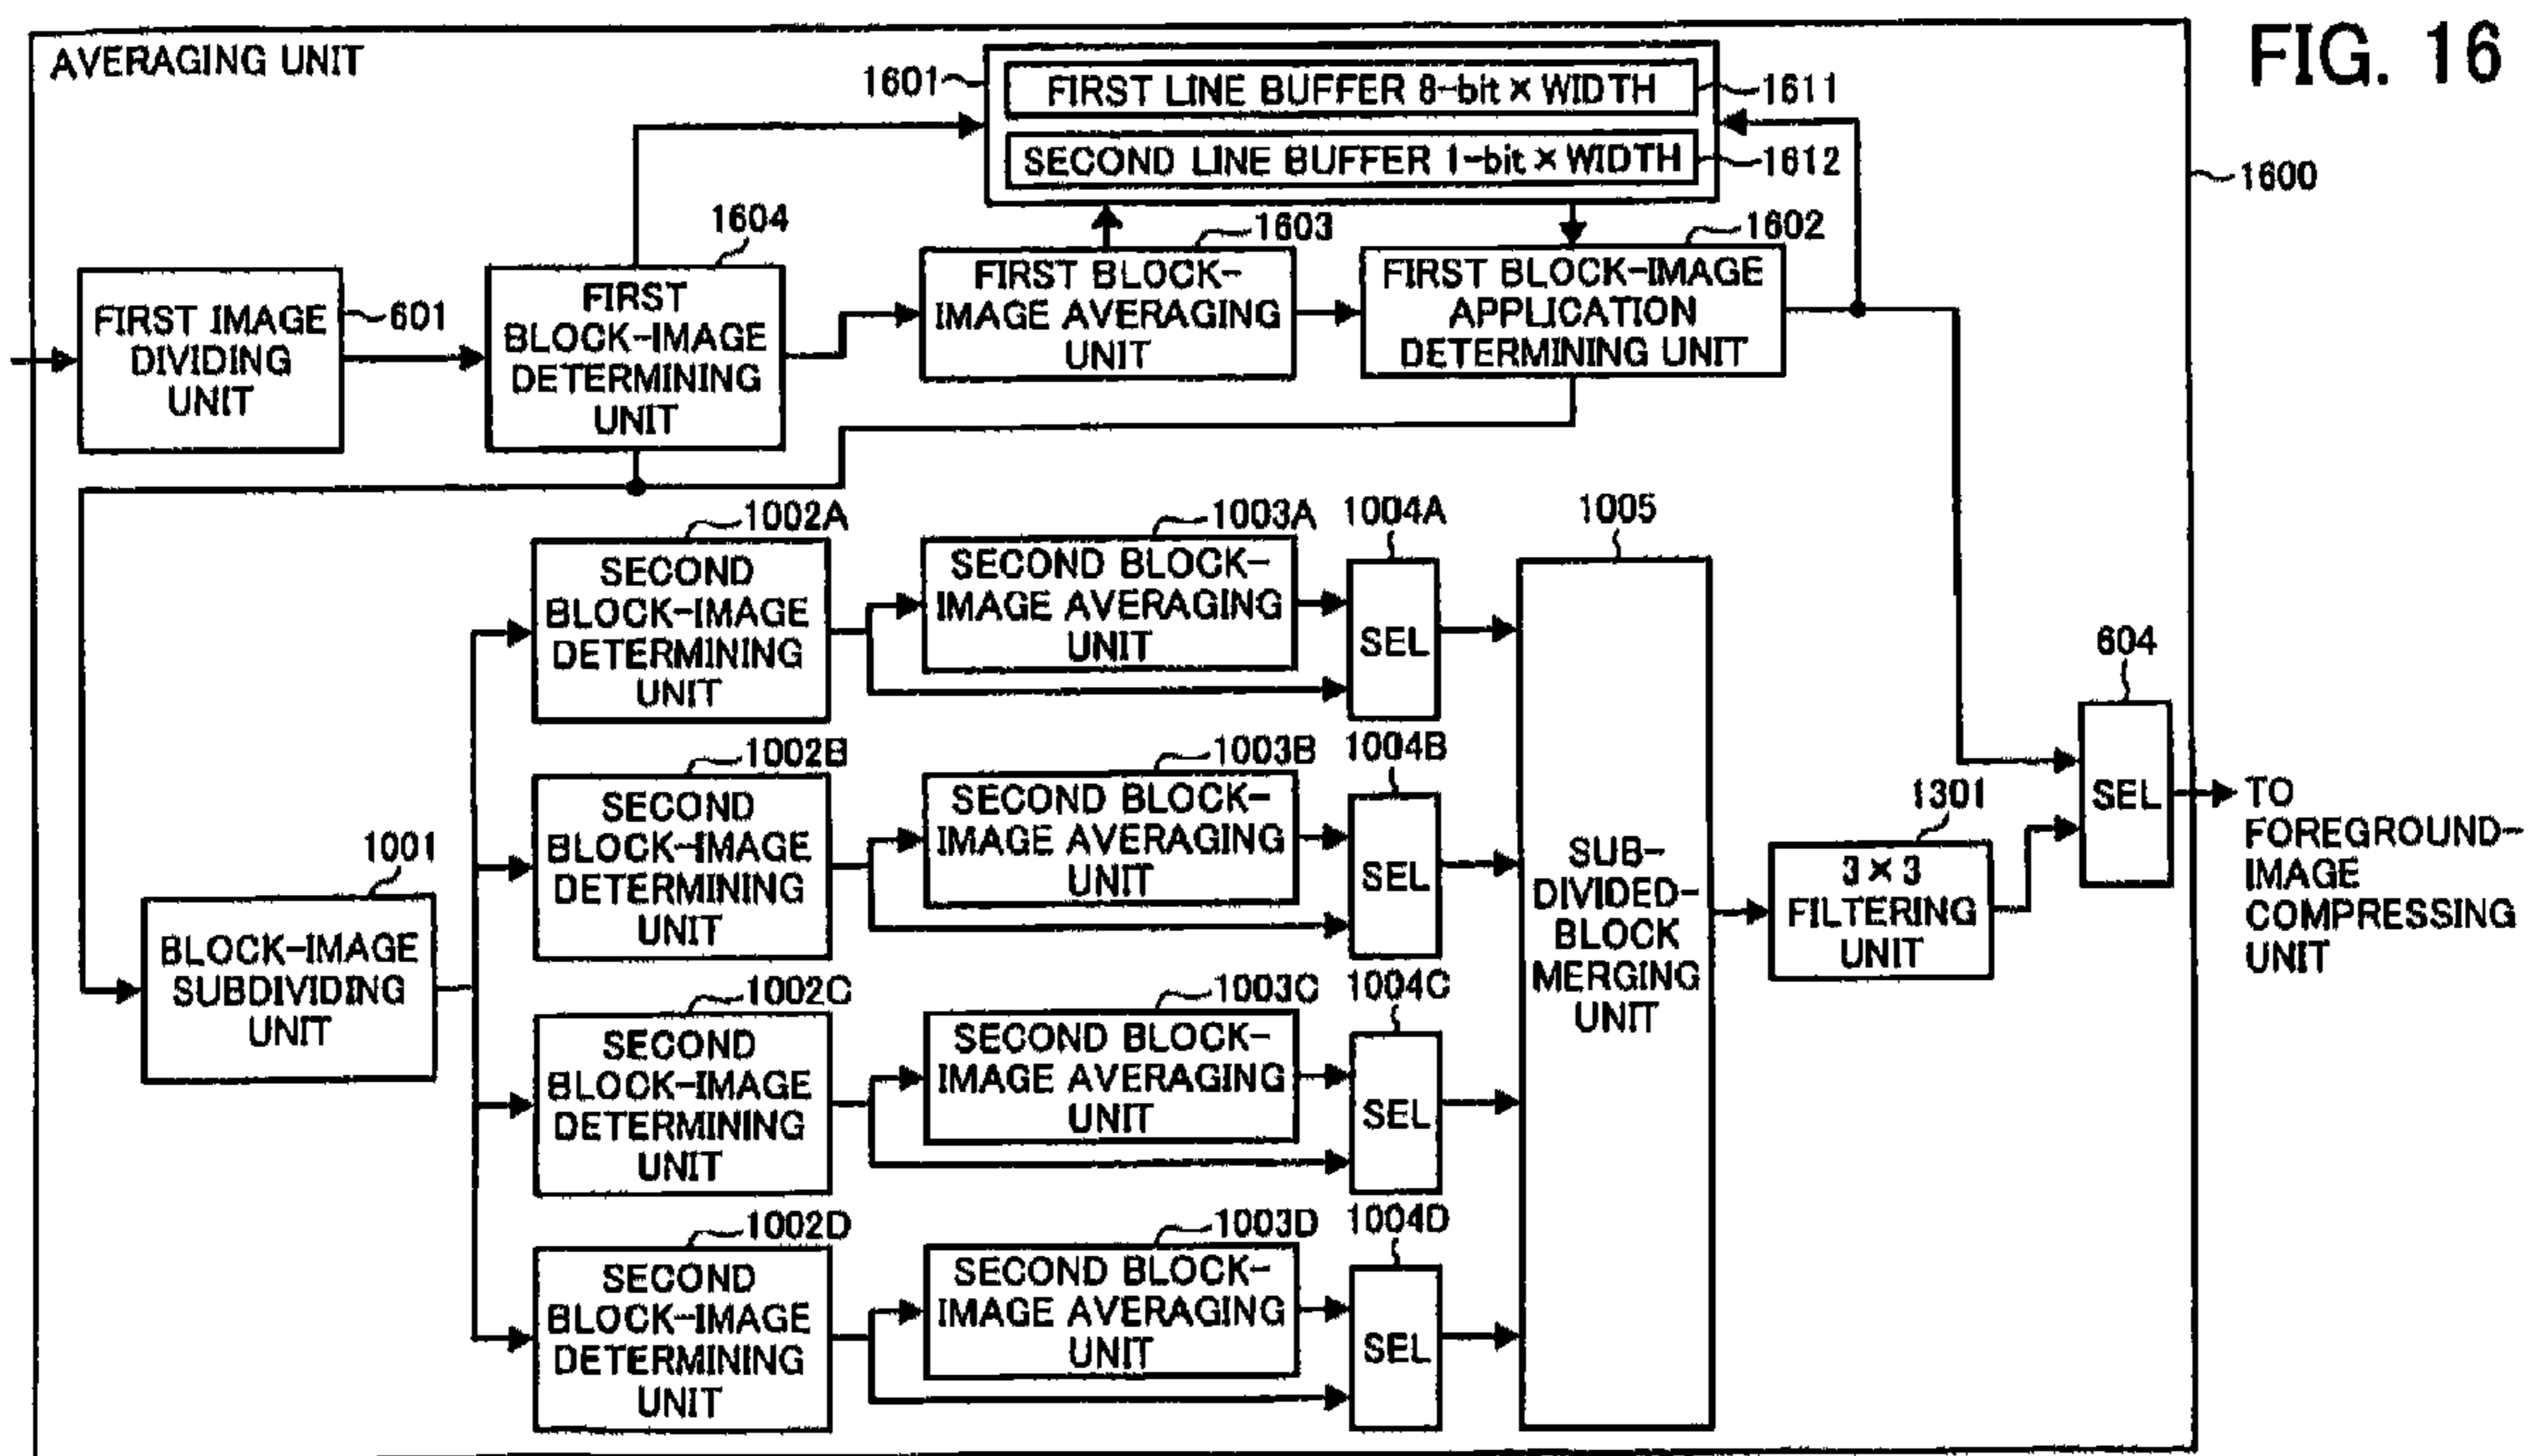 FIG. 16
AVERAGING UNIT
1601
FIRST LINE BUFFER 8-bit × WIDTH
1611
SECOND LINE BUFFER 1-bit × WIDTH
1612
1600
1604
1603
1602
FIRST IMAGE
DIVIDING
UNIT
601
FIRST
BLOCK-IMAGE
DETERMINING
UNIT
FIRST BLOCK-
IMAGE AVERAGING
UNIT
FIRST BLOCK-IMAGE
APPLICATION
DETERMINING UNIT
1002A
SECOND
BLOCK-IMAGE
DETERMINING
UNIT
1003A
SECOND BLOCK-
IMAGE AVERAGING
UNIT
1004A
SEL
1005
SUB-
DIVIDED-
BLOCK
MERGING
UNIT
1002B
SECOND
BLOCK-IMAGE
DETERMINING
UNIT
1003B
SECOND BLOCK-
IMAGE AVERAGING
UNIT
1004B
SEL
1001
BLOCK-IMAGE
SUBDIVIDING
UNIT
1002C
SECOND
BLOCK-IMAGE
DETERMINING
UNIT
1003C
SECOND BLOCK-
IMAGE AVERAGING
UNIT
1004C
SEL
1002D
SECOND
BLOCK-IMAGE
DETERMINING
UNIT
1003D
SECOND BLOCK-
IMAGE AVERAGING
UNIT
1004D
SEL
1301
3 × 3
FILTERING
UNIT
604
SEL
TO
FOREGROUND-
IMAGE
COMPRESSING
UNIT